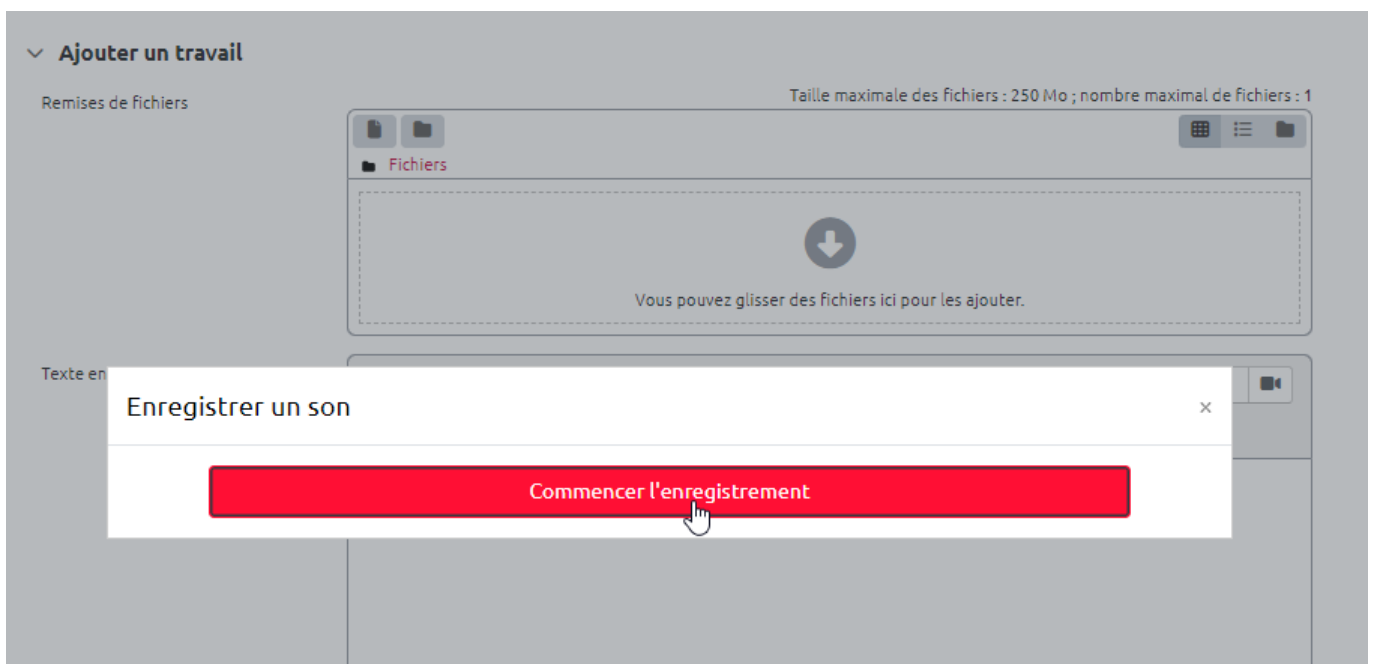 Ajouter un travail
Remises de fichiers
Taille maximale des fichiers : 250 Mo ; nombre maximal de fichiers : 1
Fichiers
Vous pouvez glisser des fichiers ici pour les ajouter.
Texte en
Enregistrer un son
×
Commencer l'enregistrement